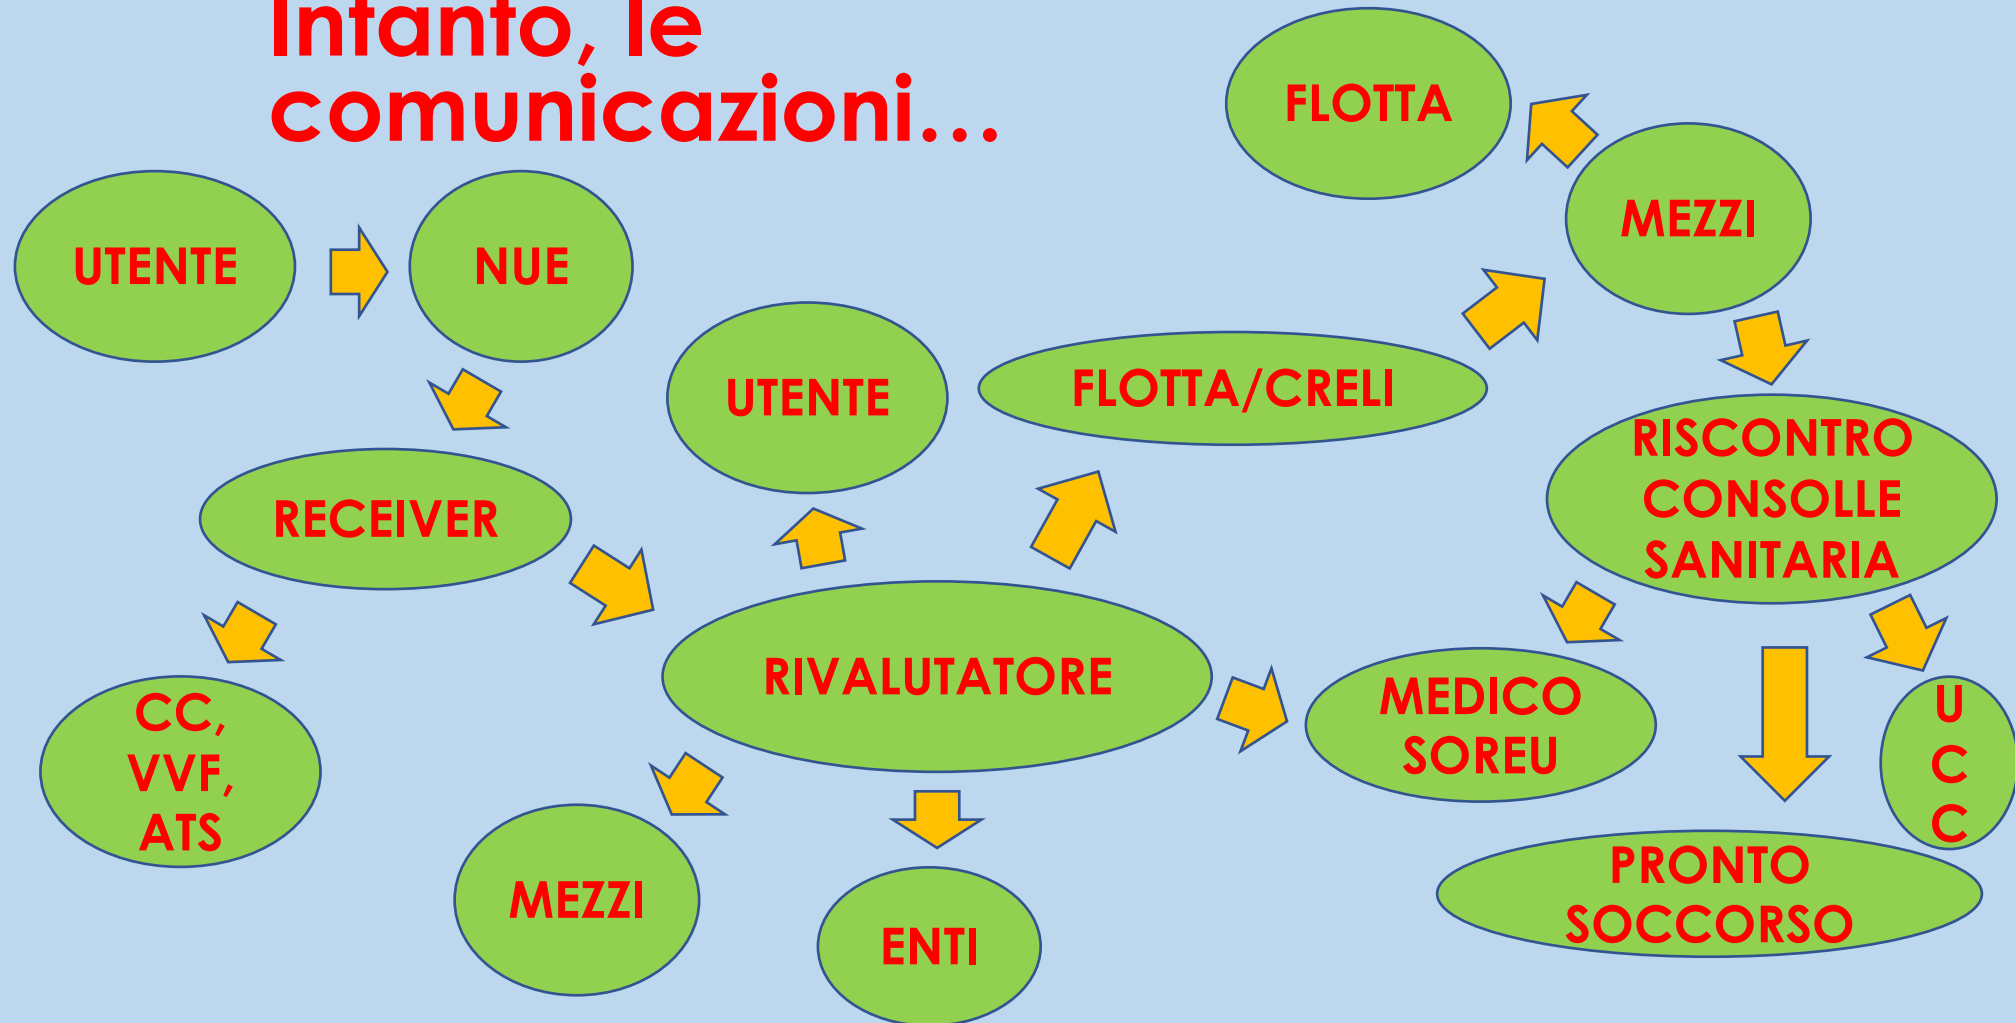 Intanto, le
comunicazioni...
FLOTTA
MEZZI
UTENTE
NUE
UTENTE
FLOTTA/CRELI
RISCONTRO
CONSOLLE
SANITARIA
RECEIVER
RIVALUTATORE
MEDICO
SOREU
U
C
C
CC,
VVF,
ATS
MEZZI
ENTI
PRONTO
SOCCORSO